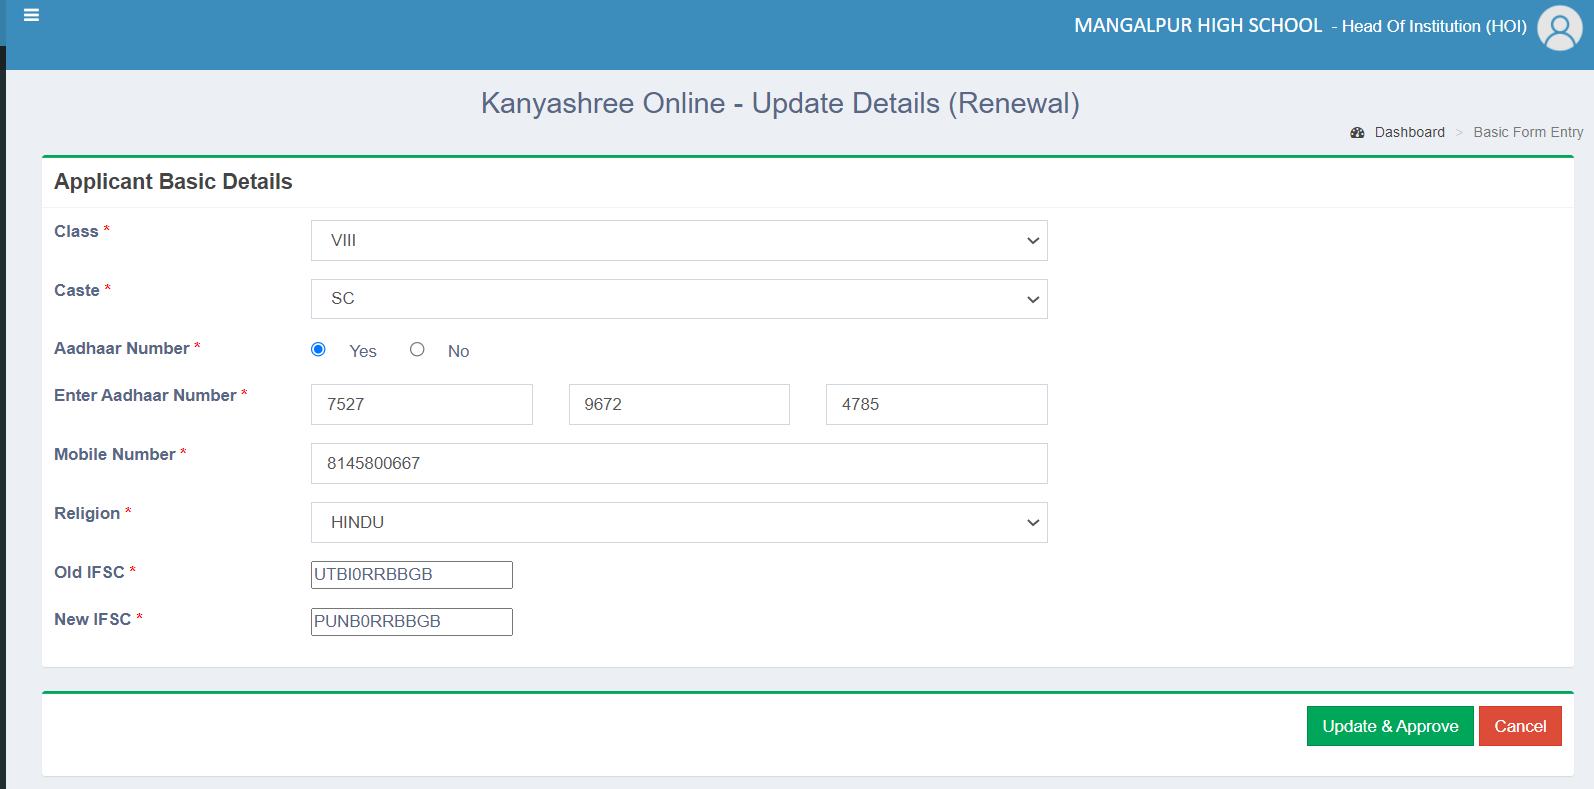 MANGALPUR HIGH SCHOOL - Head Of Institution (HOI)
Kanyashree Online - Update Details (Renewal)
Dashboard > Basic Form Entry
Applicant Basic Details
Class * VIII
Caste * SC
Aadhaar Number * Yes No
Enter Aadhaar Number * 7527 9672 4785
Mobile Number * 8145800667
Religion * HINDU
Old IFSC * UTBI0RRBBGB
New IFSC * PUNB0RRBBGB
Update & Approve Cancel